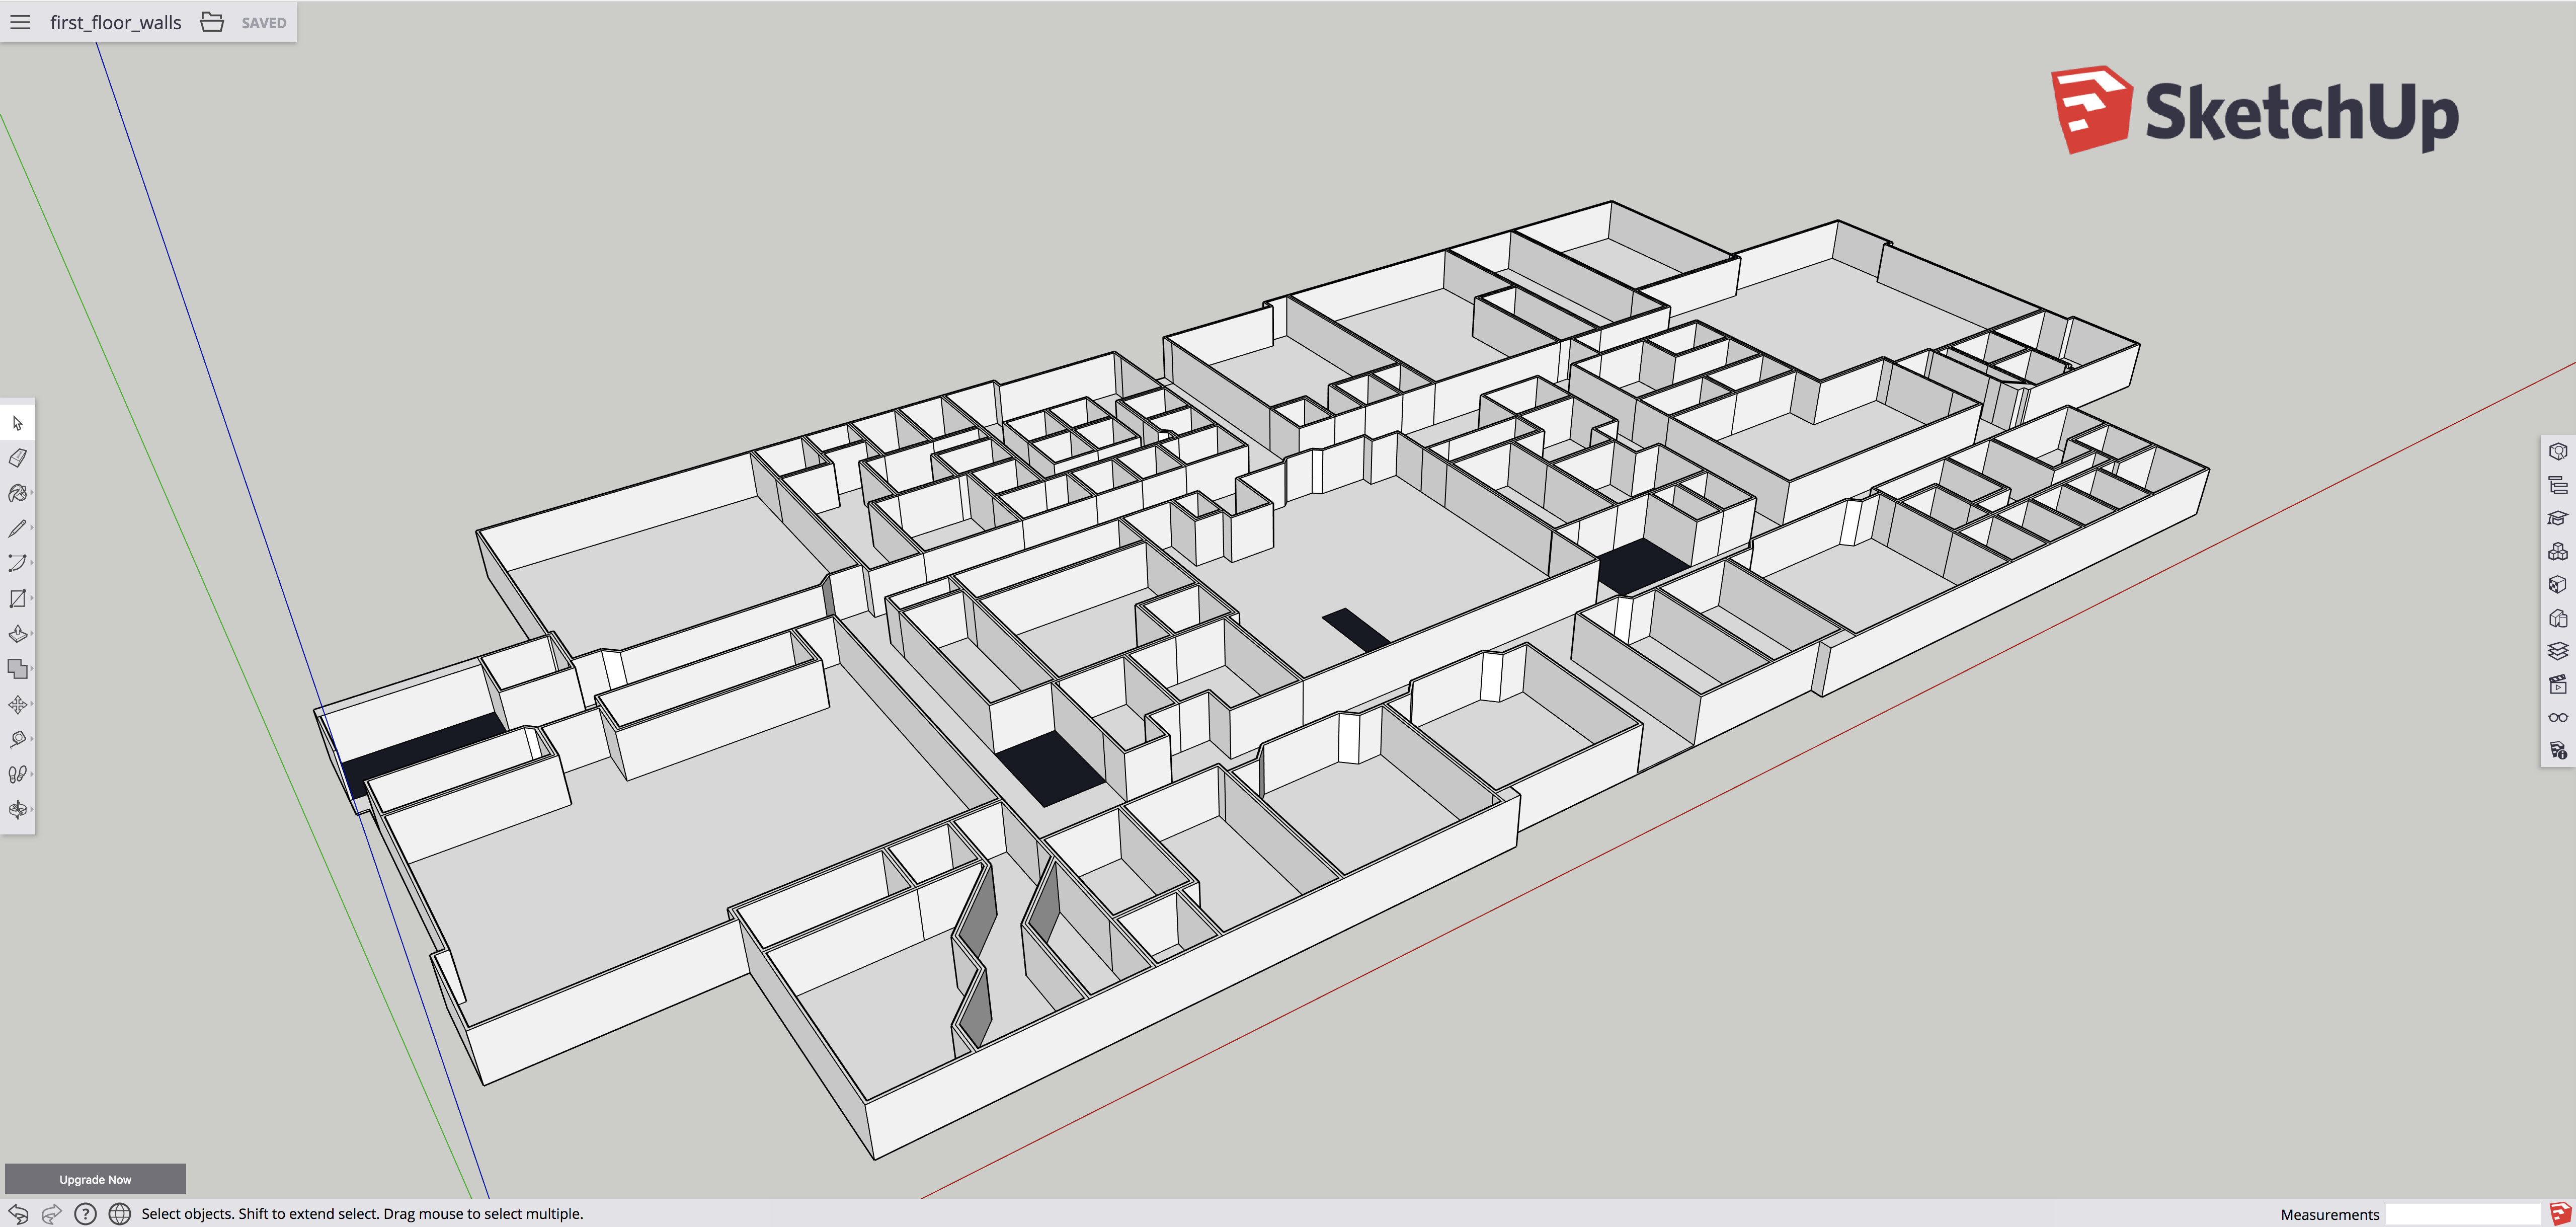 first_floor_walls SAVED
SketchUp
Upgrade Now
? Select objects. Shift to extend select. Drag mouse to select multiple.
Measurements